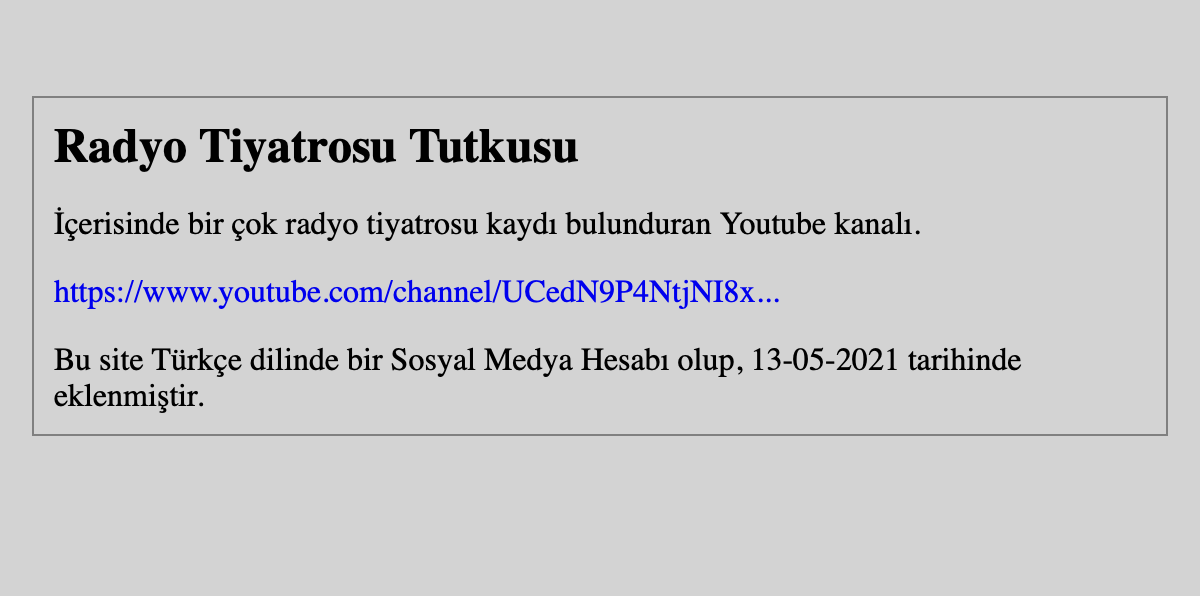 Radyo Tiyatrosu Tutkusu
İçerisinde bir çok radyo tiyatrosu kaydı bulunduran Youtube kanalı.
https://www.youtube.com/channel/UCedN9P4NtjNI8x...
Bu site Türkçe dilinde bir Sosyal Medya Hesabı olup, 13-05-2021 tarihinde
eklenmiştir.